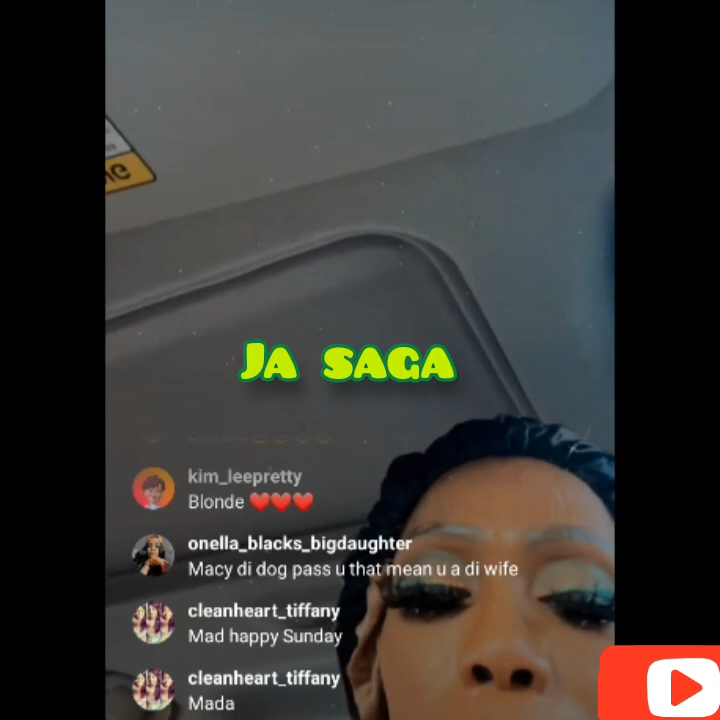 JA SAGA
kim_leepretty
Blonde ❤️❤️❤️
onella_blacks_bigdaughter
Macy di dog pass u that mean u a di wife
cleanheart_tiffany
Mad happy Sunday
cleanheart_tiffany
Mada